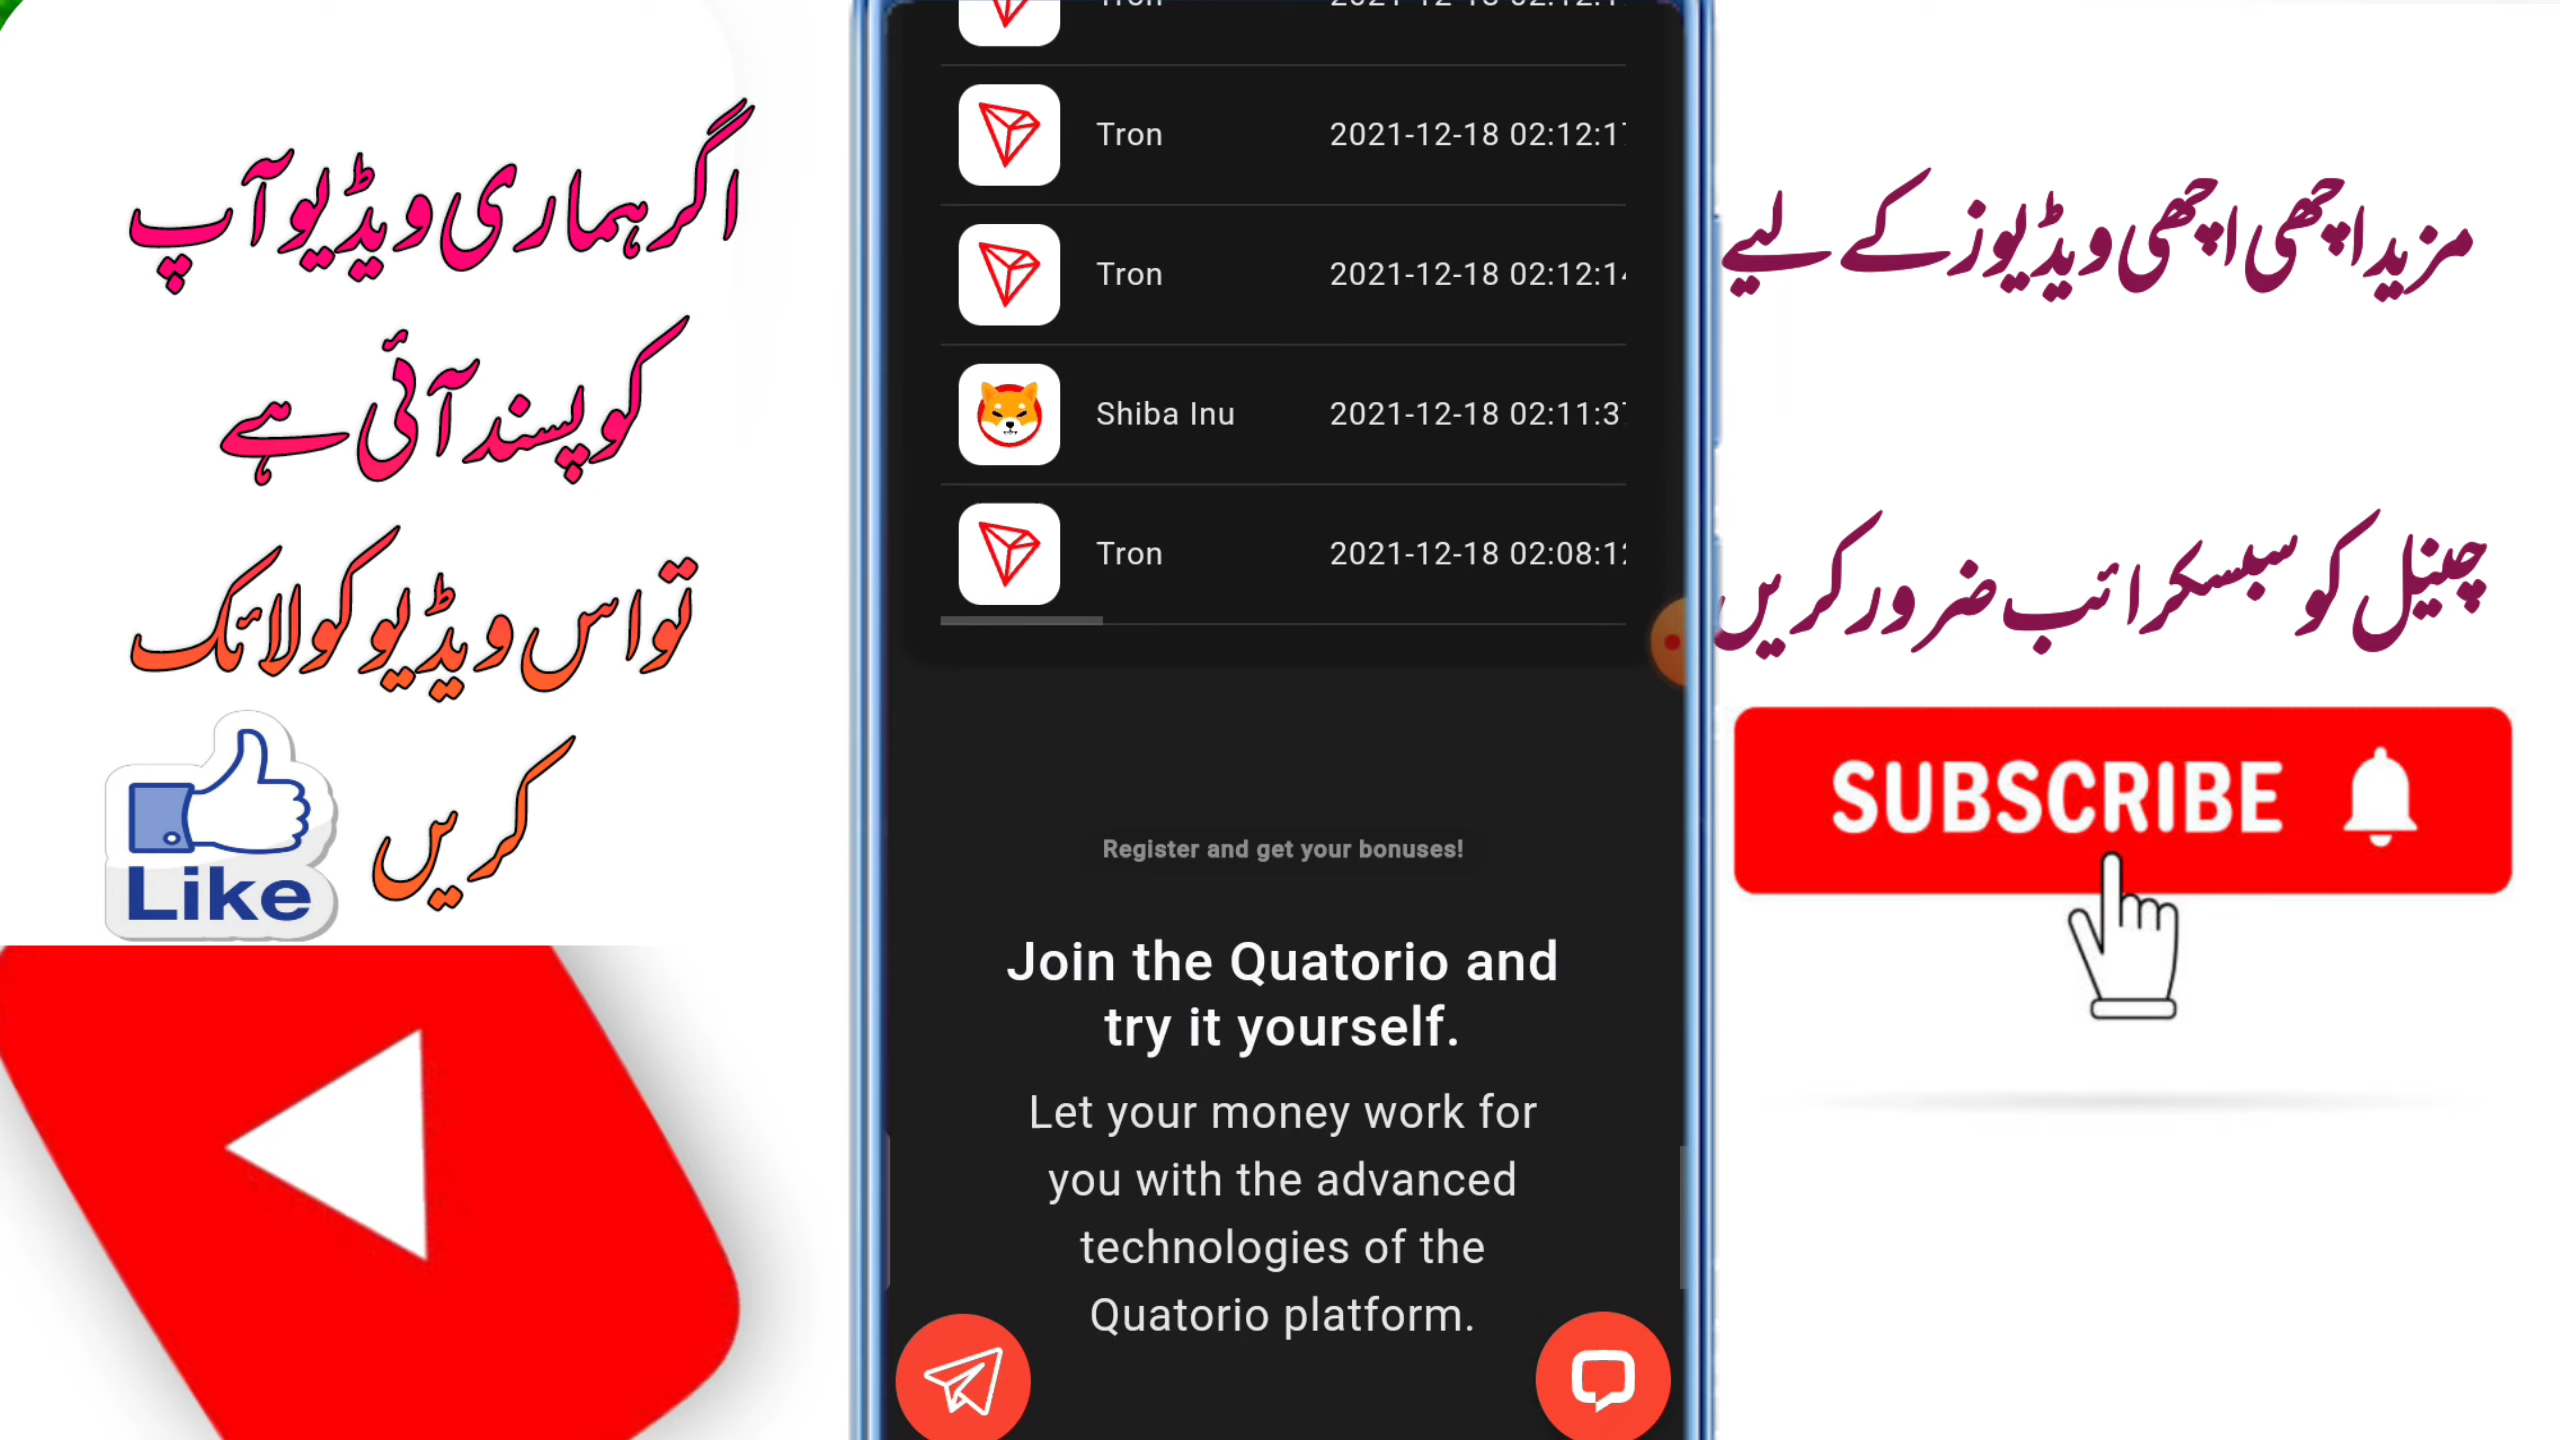 اگر ہماری ویڈیو آپ
کو پسند آئی ہے
تو اس ویڈیو کو لائک
کریں
Like
Tron 2021-12-18 02:12:1
Tron 2021-12-18 02:12:1
Shiba Inu 2021-12-18 02:11:3
Tron 2021-12-18 02:08:1
Register and get your bonuses!
Join the Quatorio and
try it yourself.
Let your money work for
you with the advanced
technologies of the
Quatorio platform.
مزید اچھی اچھی ویڈیوز کے لیے
چینل کو سبسکرائب ضرور کریں
SUBSCRIBE